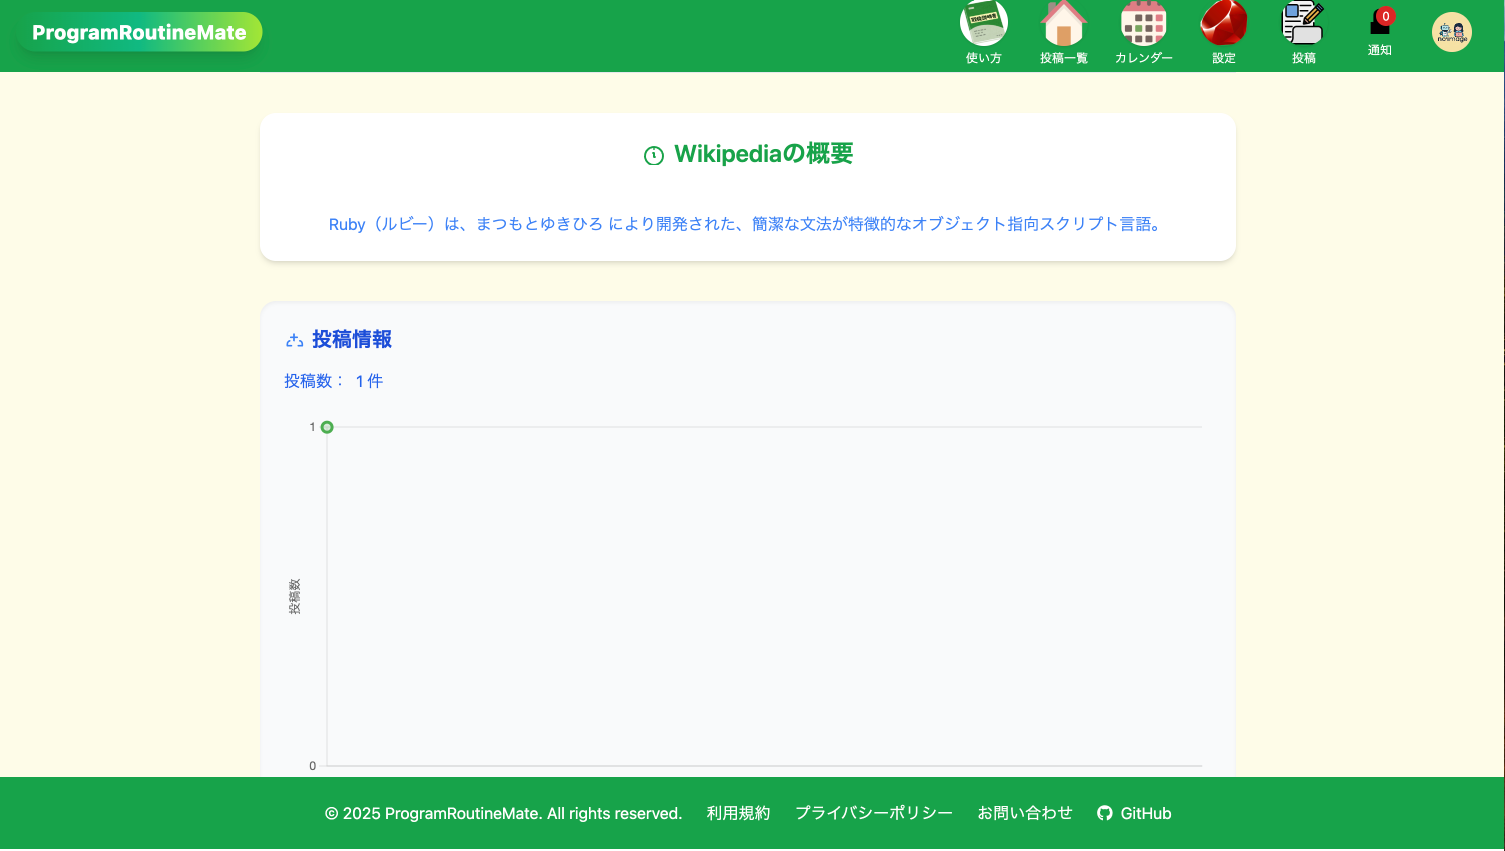 ProgramRoutineMate
使い方
投稿一覧
カレンダー
設定
投稿
0
通知
noimage
Wikipediaの概要
Ruby（ルビー）は、まつもとゆきひろ により開発された、簡潔な文法が特徴的なオブジェクト指向スクリプト言語。
投稿情報
投稿数： 1 件
1
投稿数
0
© 2025 ProgramRoutineMate. All rights reserved. 利用規約 プライバシーポリシー お問い合わせ GitHub